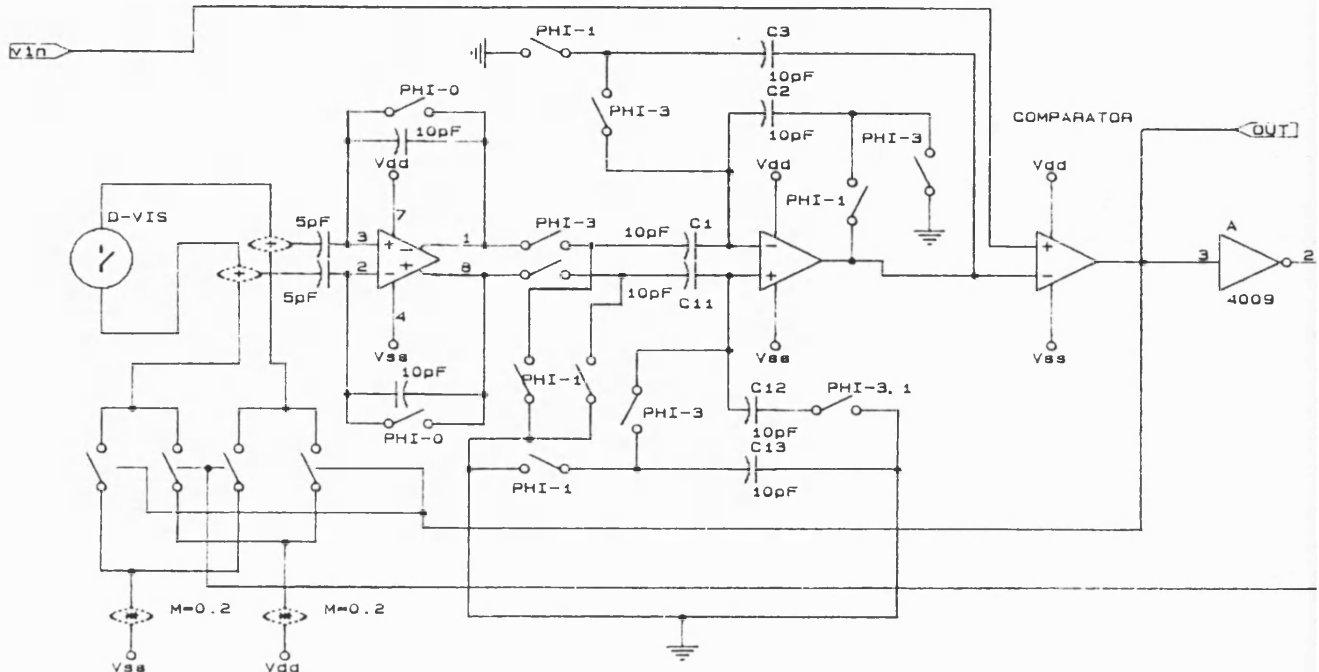 Vin
PHI-1
C3
10pF
C2
10pF
PHI-0
10pF
PHI-3
COMPARATOR
OUT
Vdd
Vdd
PHI-3
Vdd
PHI-1
D-VIS
5pF
3
7
1
PHI-3
10pF
C1
A
2
8
5pF
10pF
C11
3
2
4009
4
Vss
Vss
Vss
10pF
PHI-0
PHI-1
PHI-3
C12
PHI-3,1
10pF
C13
PHI-1
10pF
M=0.2
M=0.2
Vss
Vdd